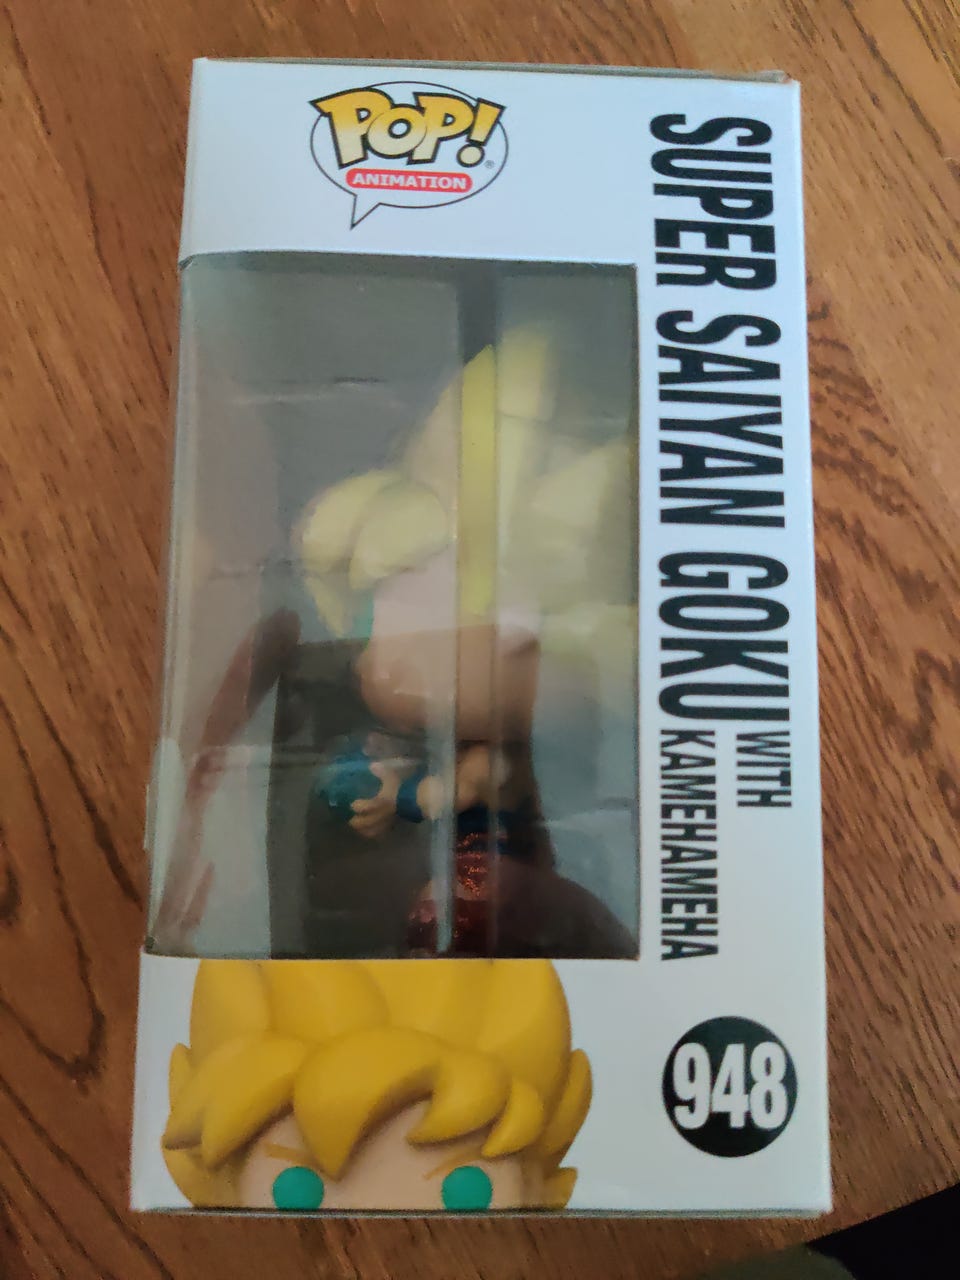 POP!®
ANIMATION
SUPER SAIYAN GOKU WITH
KAMEHAMEHA
948